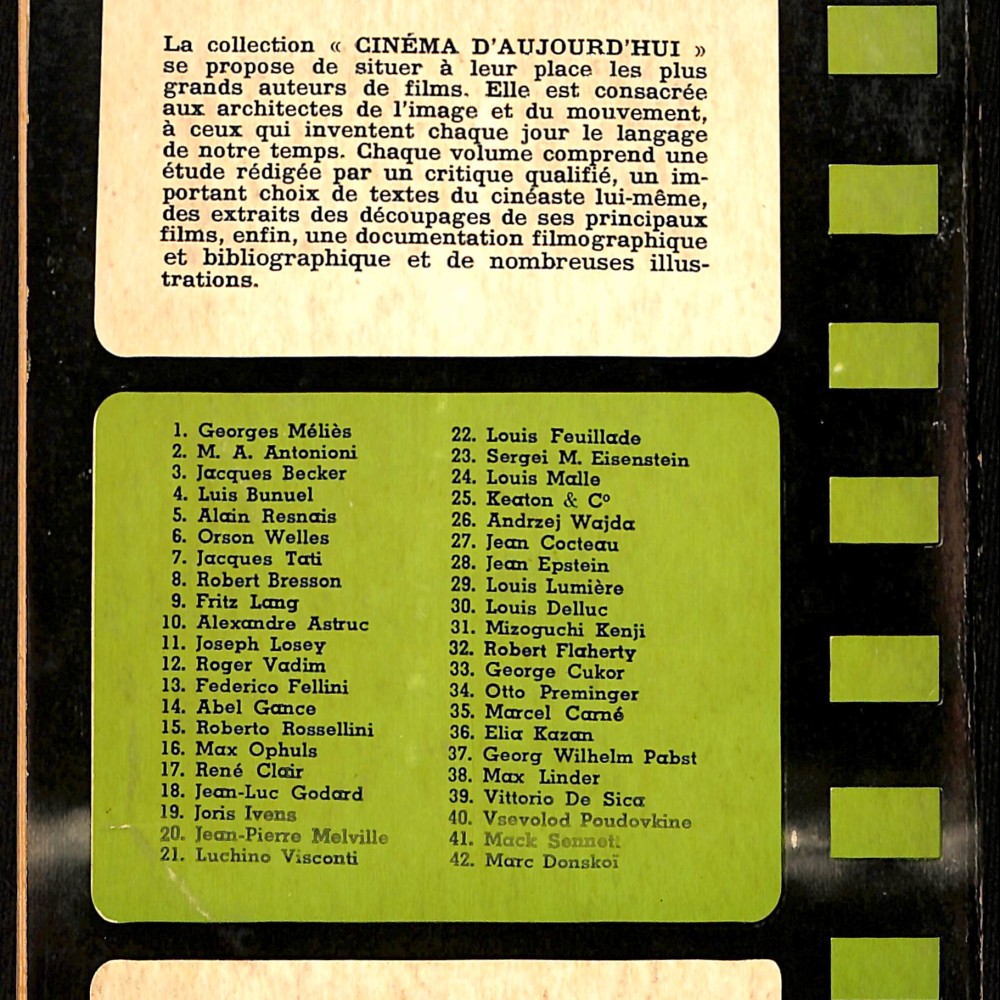 La collection « CINÉMA D'AUJOURD'HUI »
se propose de situer à leur place les plus
grands auteurs de films. Elle est consacrée
aux architectes de l'image et du mouvement,
à ceux qui inventent chaque jour le langage
de notre temps. Chaque volume comprend une
étude rédigée par un critique qualifié, un im-
portant choix de textes du cinéaste lui-même,
des extraits des découpages de ses principaux
films, enfin, une documentation filmographique
et bibliographique et de nombreuses illus-
trations.
1. Georges Méliès
2. M. A. Antonioni
3. Jacques Becker
4. Luis Bunuel
5. Alain Resnais
6. Orson Welles
7. Jacques Tati
8. Robert Bresson
9. Fritz Lang
10. Alexandre Astruc
11. Joseph Losey
12. Roger Vadim
13. Federico Fellini
14. Abel Gance
15. Roberto Rossellini
16. Max Ophuls
17. René Clair
18. Jean-Luc Godard
19. Joris Ivens
20. Jean-Pierre Melville
21. Luchino Visconti
22. Louis Feuillade
23. Sergei M. Eisenstein
24. Louis Malle
25. Keaton & Cº
26. Andrzej Wajda
27. Jean Cocteau
28. Jean Epstein
29. Louis Lumière
30. Louis Delluc
31. Mizoguchi Kenji
32. Robert Flaherty
33. George Cukor
34. Otto Preminger
35. Marcel Carné
36. Elia Kazan
37. Georg Wilhelm Pabst
38. Max Linder
39. Vittorio De Sica
40. Vsevolod Poudovkine
41. Mack Sennett
42. Marc Donskoï